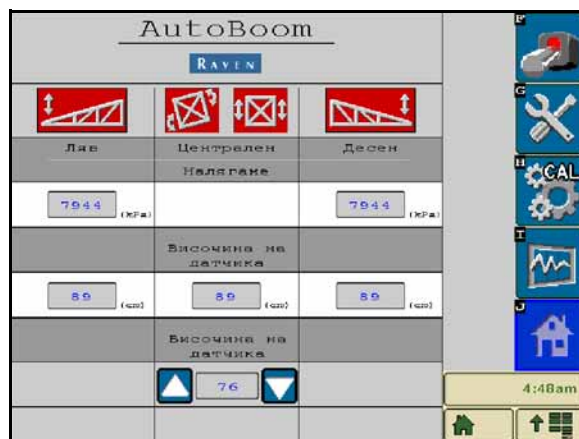 AutoBoom
RAVEN
Ляв Централен Десен
Налягане
7944 (kPa) 7944 (kPa)
Височина на
датчика
89 (cm) 89 (cm) 89 (cm)
Височина на
датчика
76
F
G
H
CAL
I
J
4:48am